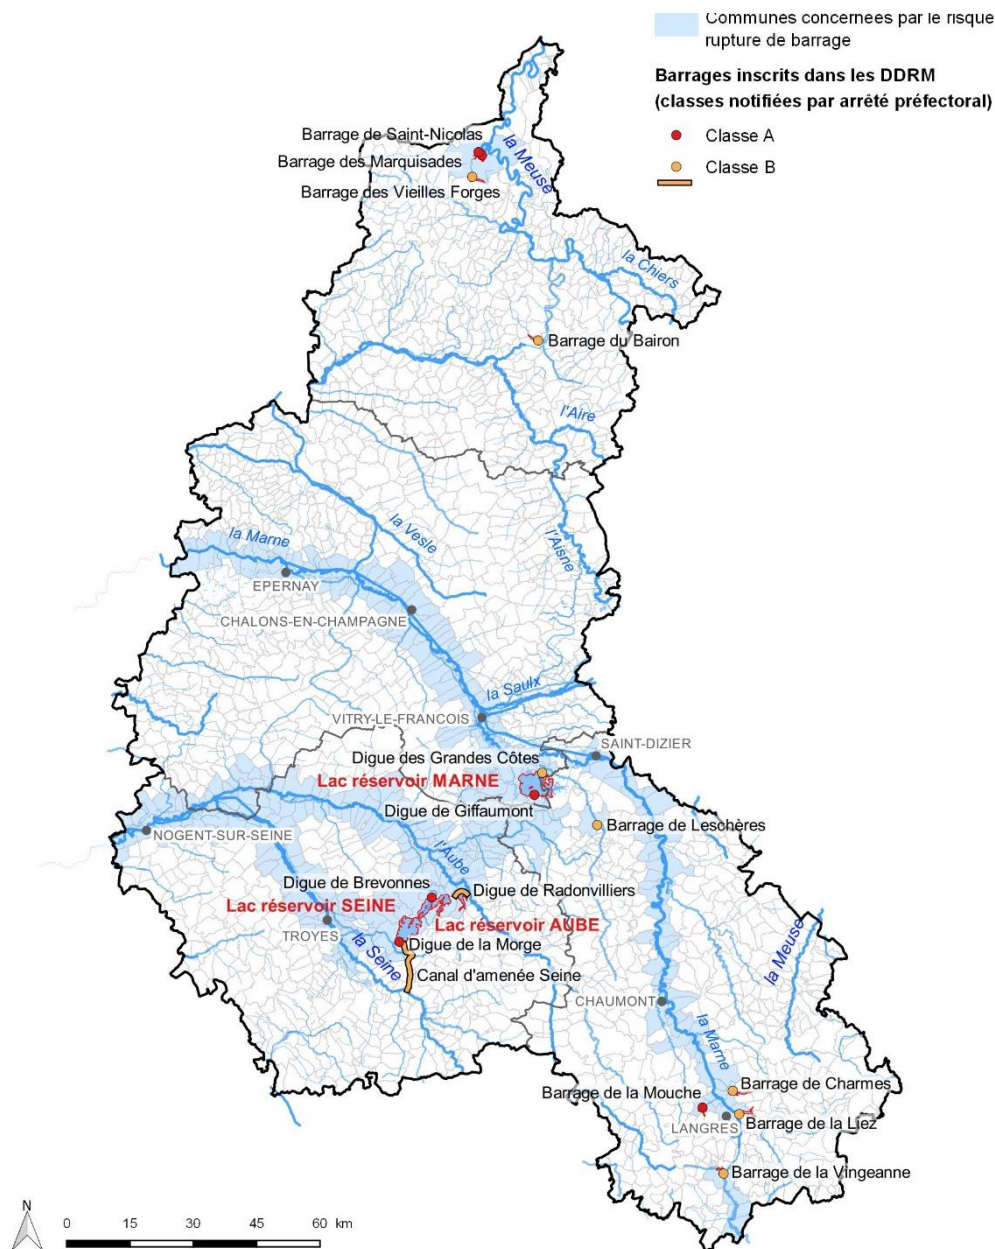 Communes concernées par le risque
rupture de barrage
Barrages inscrits dans les DDRM
(classes notifiées par arrêté préfectoral)
Classe A
Classe B
Barrage de Saint-Nicolas
Barrage des Marquisades
Barrage des Vieilles Forges
la Meuse
la Chiers
Barrage du Bairon
l'Aire
la Vesle
l'Aisne
la Marne
EPERNAY
CHALONS-EN-CHAMPAGNE
la Saulx
VITRY-LE-FRANCOIS
SAINT-DIZIER
Digue des Grandes Côtes
Lac réservoir MARNE
Digue de Giffaumont
Barrage de Leschères
NOGENT-SUR-SEINE
l'Aube
Digue de Brevonnes
Digue de Radonvilliers
Lac réservoir SEINE
Lac réservoir AUBE
TROYES
Digue de la Morge
la Seine
Canal d'amenée Seine
la Meuse
CHAUMONT
la Marne
Barrage de Charmes
Barrage de la Mouche
LANGRES
Barrage de la Liez
Barrage de la Vingeanne
N
0 15 30 45 60 km